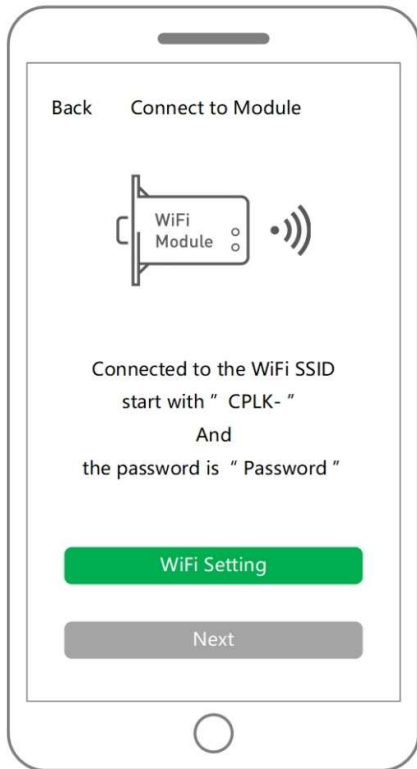 Back Connect to Module
WiFi
Module
Connected to the WiFi SSID
start with " CPLK- "
And
the password is " Password "
WiFi Setting
Next